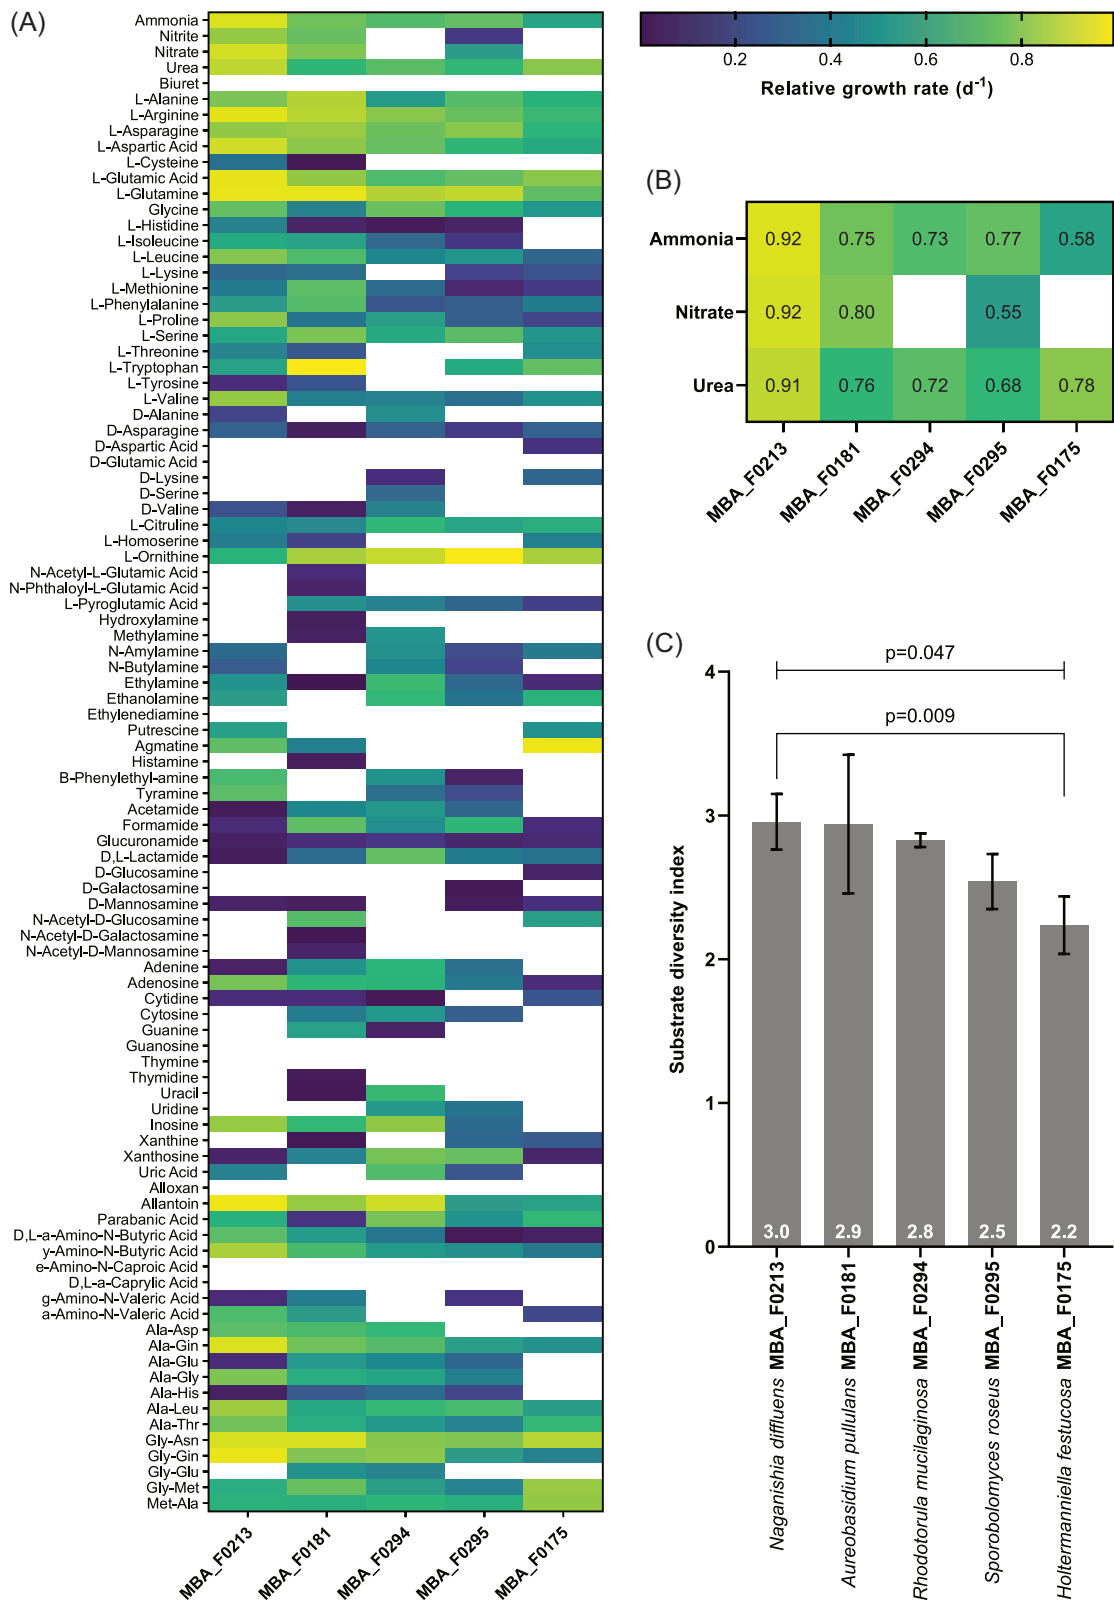 (A)
Ammonia
Nitrite
Nitrate
Urea
Biuret
L-Alanine
L-Arginine
L-Asparagine
L-Aspartic Acid
L-Cysteine
L-Glutamic Acid
L-Glutamine
Glycine
L-Histidine
L-Isoleucine
L-Leucine
L-Lysine
L-Methionine
L-Phenylalanine
L-Proline
L-Serine
L-Threonine
L-Tryptophan
L-Tyrosine
L-Valine
D-Alanine
D-Asparagine
D-Aspartic Acid
D-Glutamic Acid
D-Lysine
D-Serine
D-Valine
L-Citruline
L-Homoserine
L-Ornithine
N-Acetyl-L-Glutamic Acid
N-Phthaloyl-L-Glutamic Acid
L-Pyroglutamic Acid
Hydroxylamine
Methylamine
N-Amylamine
N-Butylamine
Ethylamine
Ethanolamine
Ethylenediamine
Putrescine
Agmatine
Histamine
B-Phenylethyl-amine
Tyramine
Acetamide
Formamide
Glucuronamide
D,L-Lactamide
D-Glucosamine
D-Galactosamine
D-Mannosamine
N-Acetyl-D-Glucosamine
N-Acetyl-D-Galactosamine
N-Acetyl-D-Mannosamine
Adenine
Adenosine
Cytidine
Cytosine
Guanine
Guanosine
Thymine
Thymidine
Uracil
Uridine
Inosine
Xanthine
Xanthosine
Uric Acid
Alloxan
Allantoin
Parabanic Acid
D,L-a-Amino-N-Butyric Acid
y-Amino-N-Butyric Acid
e-Amino-N-Caproic Acid
D,L-a-Caprylic Acid
g-Amino-N-Valeric Acid
a-Amino-N-Valeric Acid
Ala-Asp
Ala-Gin
Ala-Glu
Ala-Gly
Ala-His
Ala-Leu
Ala-Thr
Gly-Asn
Gly-Gin
Gly-Glu
Gly-Met
Met-Ala
MBA_F0213 MBA_F0181 MBA_F0294 MBA_F0295 MBA_F0175
0.2 0.4 0.6 0.8
Relative growth rate (d⁻¹)
(B)
Ammonia 0.92 0.75 0.73 0.77 0.58
Nitrate 0.92 0.80 0.55
Urea 0.91 0.76 0.72 0.68 0.78
MBA_F0213 MBA_F0181 MBA_F0294 MBA_F0295 MBA_F0175
(C)
p=0.047
p=0.009
Substrate diversity index
4
3
2
1
0
3.0 2.9 2.8 2.5 2.2
Naganishia diffluens MBA_F0213
Aureobasidium pullulans MBA_F0181
Rhodotorula mucilaginosa MBA_F0294
Sporobolomyces roseus MBA_F0295
Holtermanniella festucosa MBA_F0175